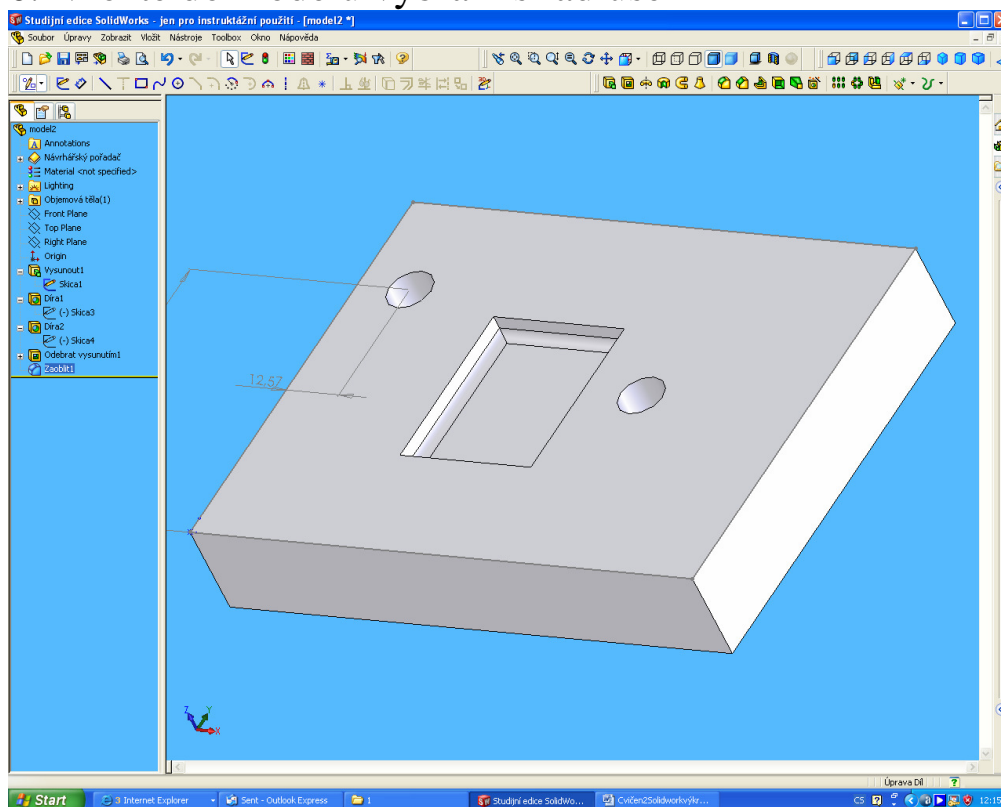 Studijní edice SolidWorks - jen pro instruktážní použití - [model2 *]
Soubor Úpravy Zobrazit Vložit Nástroje Toolbox Okno Nápověda
model2
Annotations
Návrhářský pořadač
Material <not specified>
Lighting
Objemová těla(1)
Front Plane
Top Plane
Right Plane
Origin
Vysunout1
Skica1
Díra1
(-) Skica3
Díra2
(-) Skica4
Odebrat vysunutím1
Zaoblit1
12,57
Z Y X
Úprava Díl
Start
3 Internet Explorer
Sent - Outlook Express
1
Studijní edice SolidWo...
Cvičen2Solidworkvýkr...
CS
12:15